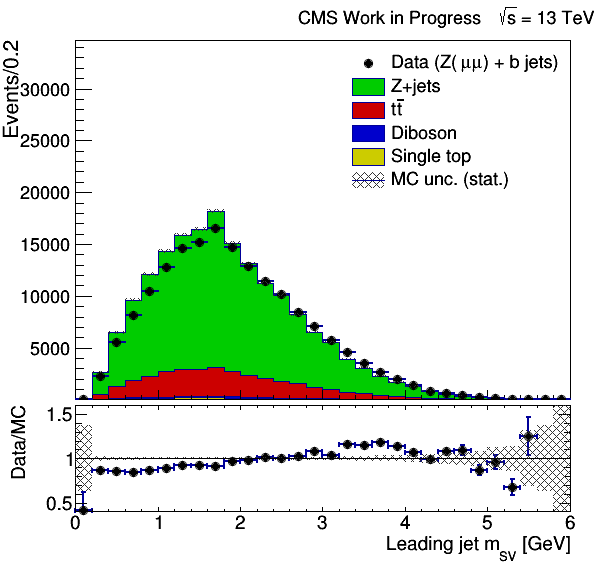 CMS Work in Progress √s = 13 TeV
Events/0.2
Data (Z(μμ) + b jets)
Z+jets
tt̅
Diboson
Single top
MC unc. (stat.)
30000
25000
20000
15000
10000
5000
Data/MC
1.5
1
0.5
0 1 2 3 4 5 6
Leading jet m_SV [GeV]